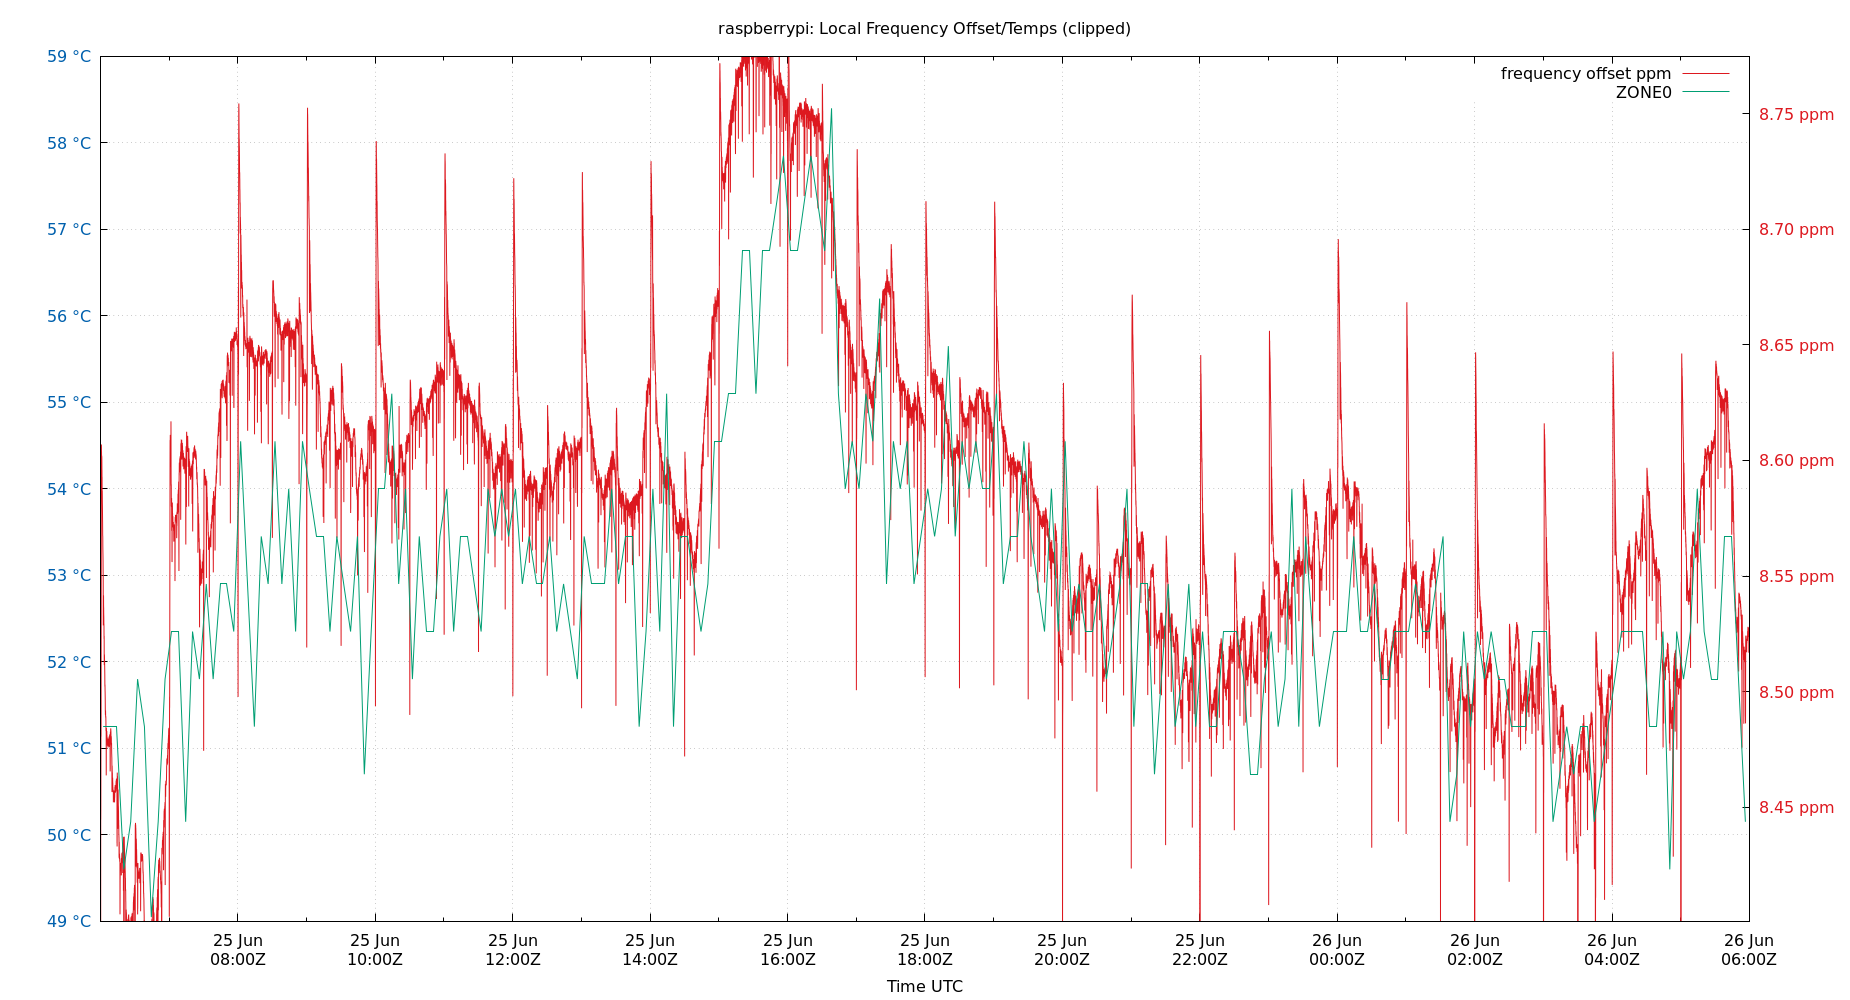 raspberrypi: Local Frequency Offset/Temps (clipped)
59 °C
58 °C
57 °C
56 °C
55 °C
54 °C
53 °C
52 °C
51 °C
50 °C
49 °C
frequency offset ppm
ZONE0
8.75 ppm
8.70 ppm
8.65 ppm
8.60 ppm
8.55 ppm
8.50 ppm
8.45 ppm
25 Jun 25 Jun 25 Jun 25 Jun 25 Jun 25 Jun 25 Jun 25 Jun 26 Jun 26 Jun 26 Jun 26 Jun
08:00Z 10:00Z 12:00Z 14:00Z 16:00Z 18:00Z 20:00Z 22:00Z 00:00Z 02:00Z 04:00Z 06:00Z
Time UTC